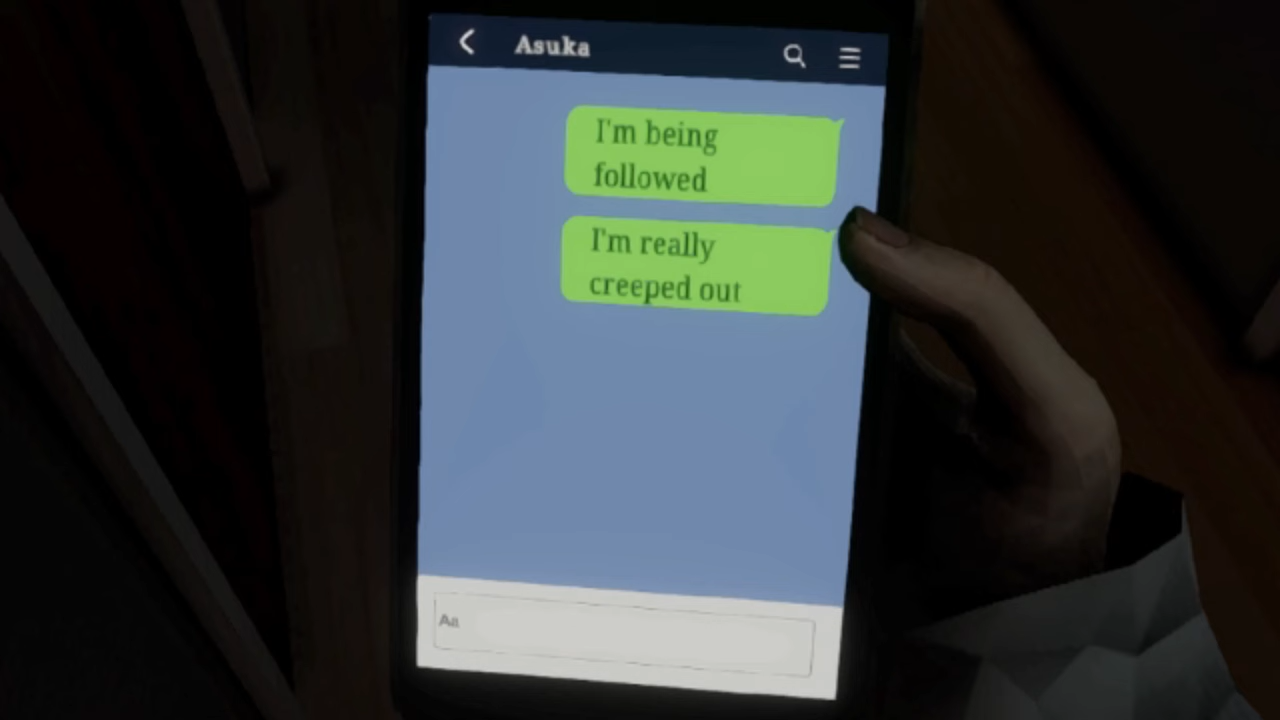 Asuka
I'm being
followed
I'm really
creeped out
Aa